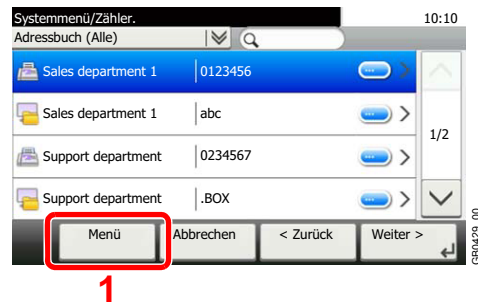 Systemmenü/Zähler.
10:10
Adressbuch (Alle)
Sales department 1 0123456
Sales department 1 abc
Support department 0234567
Support department .BOX
1/2
Menü Abbrechen < Zurück Weiter >
1
GB0429_00